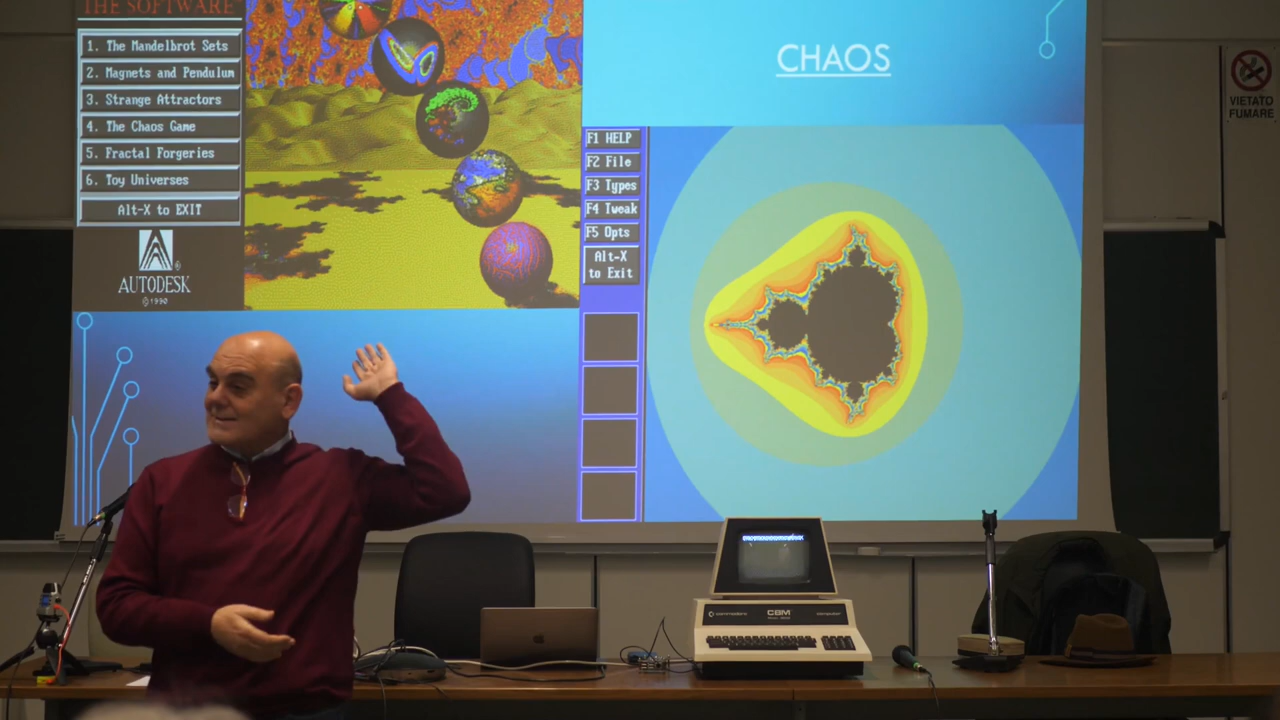 THE SOFTWARE
1. The Mandelbrot Sets
2. Magnets and Pendulum
3. Strange Attractors
4. The Chaos Game
5. Fractal Forgeries
6. Toy Universes
Alt-X to EXIT
AUTODESK
©1990
CHAOS
F1 HELP
F2 File
F3 Types
F4 Tweak
F5 Opts
Alt-X
to Exit
VIETATO
FUMARE
commodore
CBM
computer